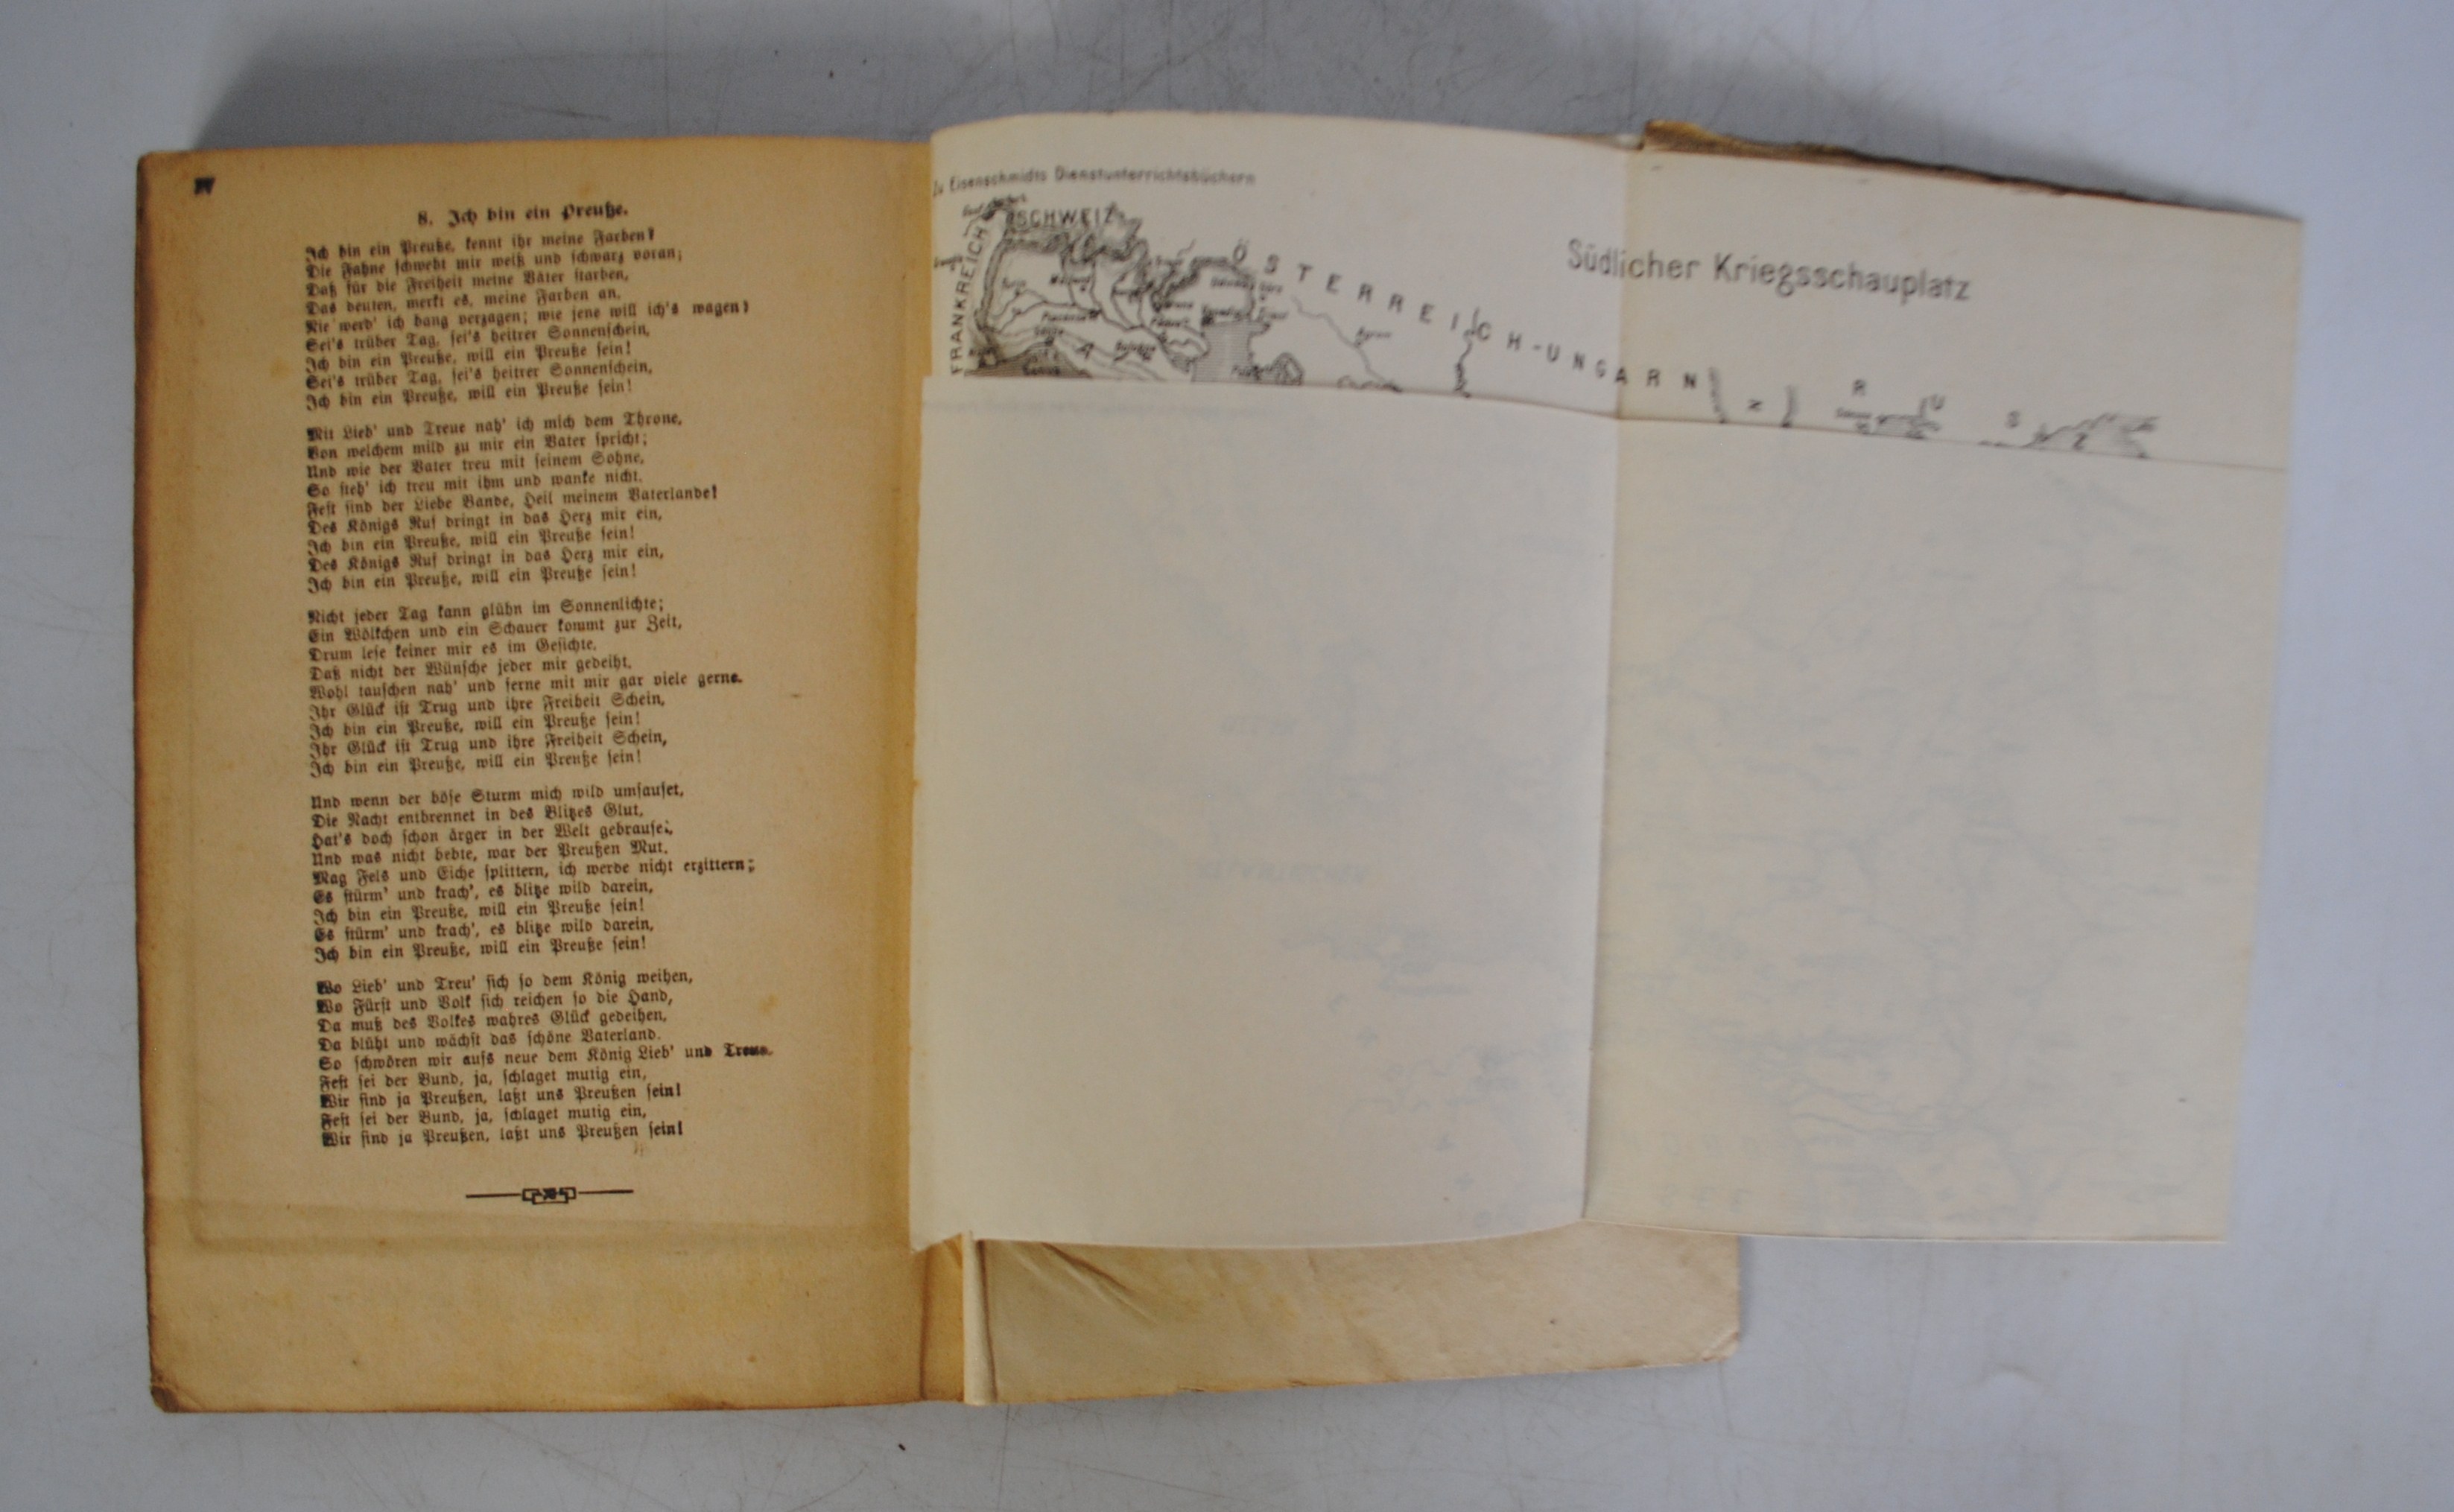 IV
8. Ich bin ein Preuße.
Ich bin ein Preuße, kennt ihr meine Farben?
Die Fahne schwebt mir weiß und schwarz voran;
Daß für die Freiheit meine Väter starben,
Das deuten, merkt es, meine Farben an.
Nie werd' ich bang verzagen; wie jene will ich's wagen!
Sei's trüber Tag, sei's heitrer Sonnenschein,
Ich bin ein Preuße, will ein Preuße sein!
Sei's trüber Tag, sei's heitrer Sonnenschein,
Ich bin ein Preuße, will ein Preuße sein!
Mit Lieb' und Treue nah' ich mich dem Throne,
Von welchem mild zu mir ein Vater spricht;
Und wie der Vater treu mit seinem Sohne,
So steh' ich treu mit ihm und wanke nicht.
Fest sind der Liebe Bande, Heil meinem Vaterlande!
Des Königs Ruf dringt in das Herz mir ein,
Ich bin ein Preuße, will ein Preuße sein!
Des Königs Ruf dringt in das Herz mir ein,
Ich bin ein Preuße, will ein Preuße sein!
Nicht jeder Tag kann glühn im Sonnenlichte;
Ein Wölkchen und ein Schauer kommt zur Zeit,
Drum lese keiner mir es im Gesichte,
Daß nicht der Wünsche jeder mir gedeiht.
Wohl tauschen nah' und ferne mit mir gar viele gerne.
Ihr Glück ist Trug und ihre Freiheit Schein,
Ich bin ein Preuße, will ein Preuße sein!
Ihr Glück ist Trug und ihre Freiheit Schein,
Ich bin ein Preuße, will ein Preuße sein!
Und wenn der böse Sturm mich wild umsauset,
Die Nacht entbrennet in des Blitzes Glut,
Hat's doch schon ärger in der Welt gebrauset,
Und was nicht bebte, war der Preußen Mut.
Mag Fels und Eiche splittern, ich werde nicht erzittern;
Es stürm' und krach', es blitze wild darein,
Ich bin ein Preuße, will ein Preuße sein!
Es stürm' und krach', es blitze wild darein,
Ich bin ein Preuße, will ein Preuße sein!
Wo Lieb' und Treu' sich so dem König weihen,
Wo Fürst und Volk sich reichen so die Hand,
Da muß des Volkes wahres Glück gedeihen,
Da blüht und wächst das schöne Vaterland.
So schwören wir aufs neue dem König Lieb' und Treue.
Fest sei der Bund, ja, schlaget mutig ein,
Wir sind ja Preußen, laßt uns Preußen sein!
Fest sei der Bund, ja, schlaget mutig ein,
Wir sind ja Preußen, laßt uns Preußen sein!
Zu Eisenschmidts Dienstunterrichtsbüchern
Südlicher Kriegsschauplatz
SCHWEIZ
FRANKREICH
ÖSTERREICH-UNGARN
R U S